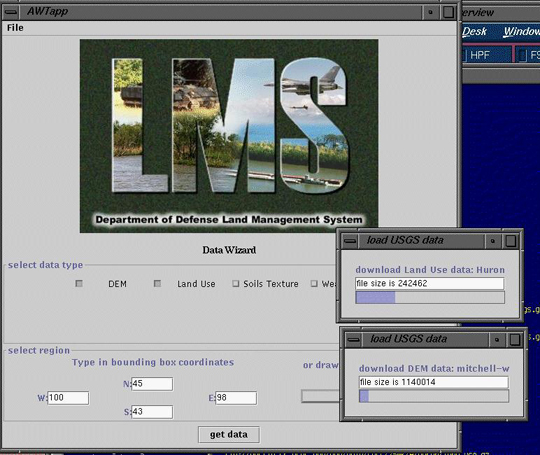 AWTapp
erview
File
Desk Window
HPF FS
LMS
Department of Defense Land Management System
Data Wizard
load USGS data
select data type
download Land Use data: Huron
DEM Land Use Soils Texture Wea
file size is 242462
load USGS data
select region
Type in bounding box coordinates
or draw
download DEM data: mitchell-w
file size is 1140014
N: 45
W: 100
E: 98
S: 43
get data